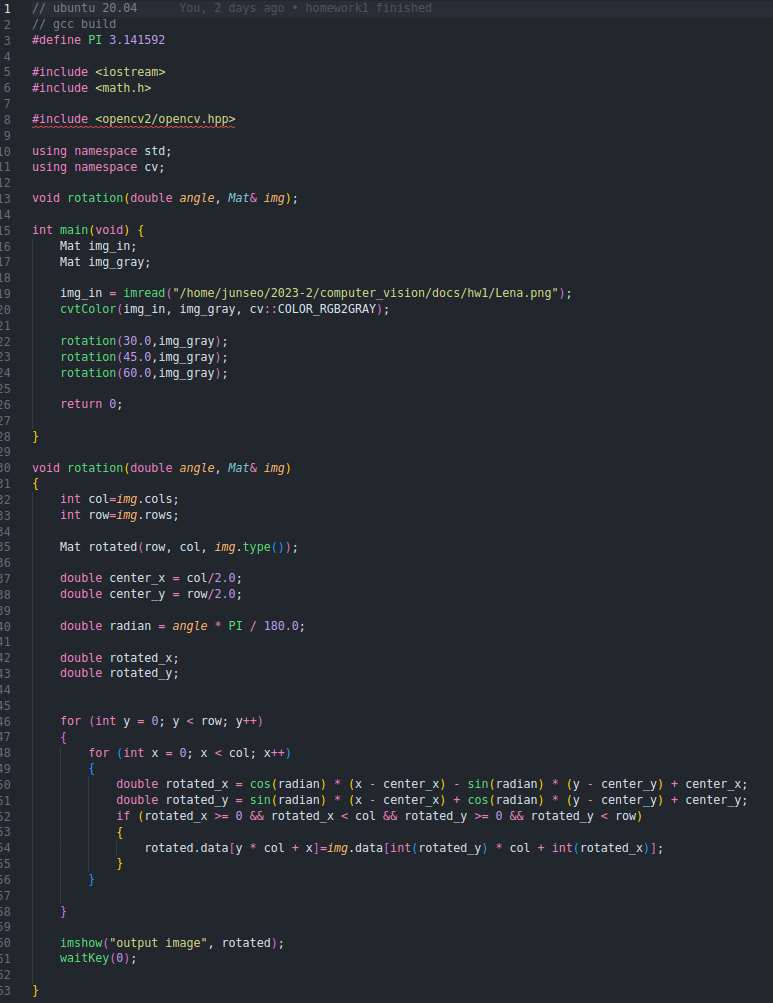 1 // ubuntu 20.04 You, 2 days ago • homework1 finished
2 // gcc build
3 #define PI 3.141592
4
5 #include <iostream>
6 #include <math.h>
7
8 #include <opencv2/opencv.hpp>
9
10 using namespace std;
11 using namespace cv;
12
13 void rotation(double angle, Mat& img);
14
15 int main(void) {
16 Mat img_in;
17 Mat img_gray;
18
19 img_in = imread("/home/junseo/2023-2/computer_vision/docs/hw1/Lena.png");
20 cvtColor(img_in, img_gray, cv::COLOR_RGB2GRAY);
21
22 rotation(30.0,img_gray);
23 rotation(45.0,img_gray);
24 rotation(60.0,img_gray);
25
26 return 0;
27
28 }
29
30 void rotation(double angle, Mat& img)
31 {
32 int col=img.cols;
33 int row=img.rows;
34
35 Mat rotated(row, col, img.type());
36
37 double center_x = col/2.0;
38 double center_y = row/2.0;
39
40 double radian = angle * PI / 180.0;
41
42 double rotated_x;
43 double rotated_y;
44
45
46 for (int y = 0; y < row; y++)
47 {
48 for (int x = 0; x < col; x++)
49 {
50 double rotated_x = cos(radian) * (x - center_x) - sin(radian) * (y - center_y) + center_x;
51 double rotated_y = sin(radian) * (x - center_x) + cos(radian) * (y - center_y) + center_y;
52 if (rotated_x >= 0 && rotated_x < col && rotated_y >= 0 && rotated_y < row)
53 {
54 rotated.data[y * col + x]=img.data[int(rotated_y) * col + int(rotated_x)];
55 }
56 }
57
58 }
59
60 imshow("output image", rotated);
61 waitKey(0);
62
63 }